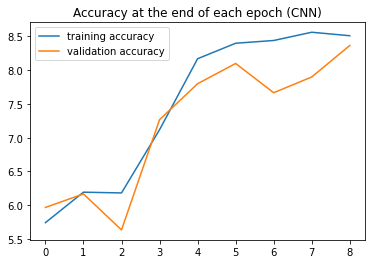 Accuracy at the end of each epoch (CNN)
training accuracy
validation accuracy
8.5
8.0
7.5
7.0
6.5
6.0
5.5
0 1 2 3 4 5 6 7 8